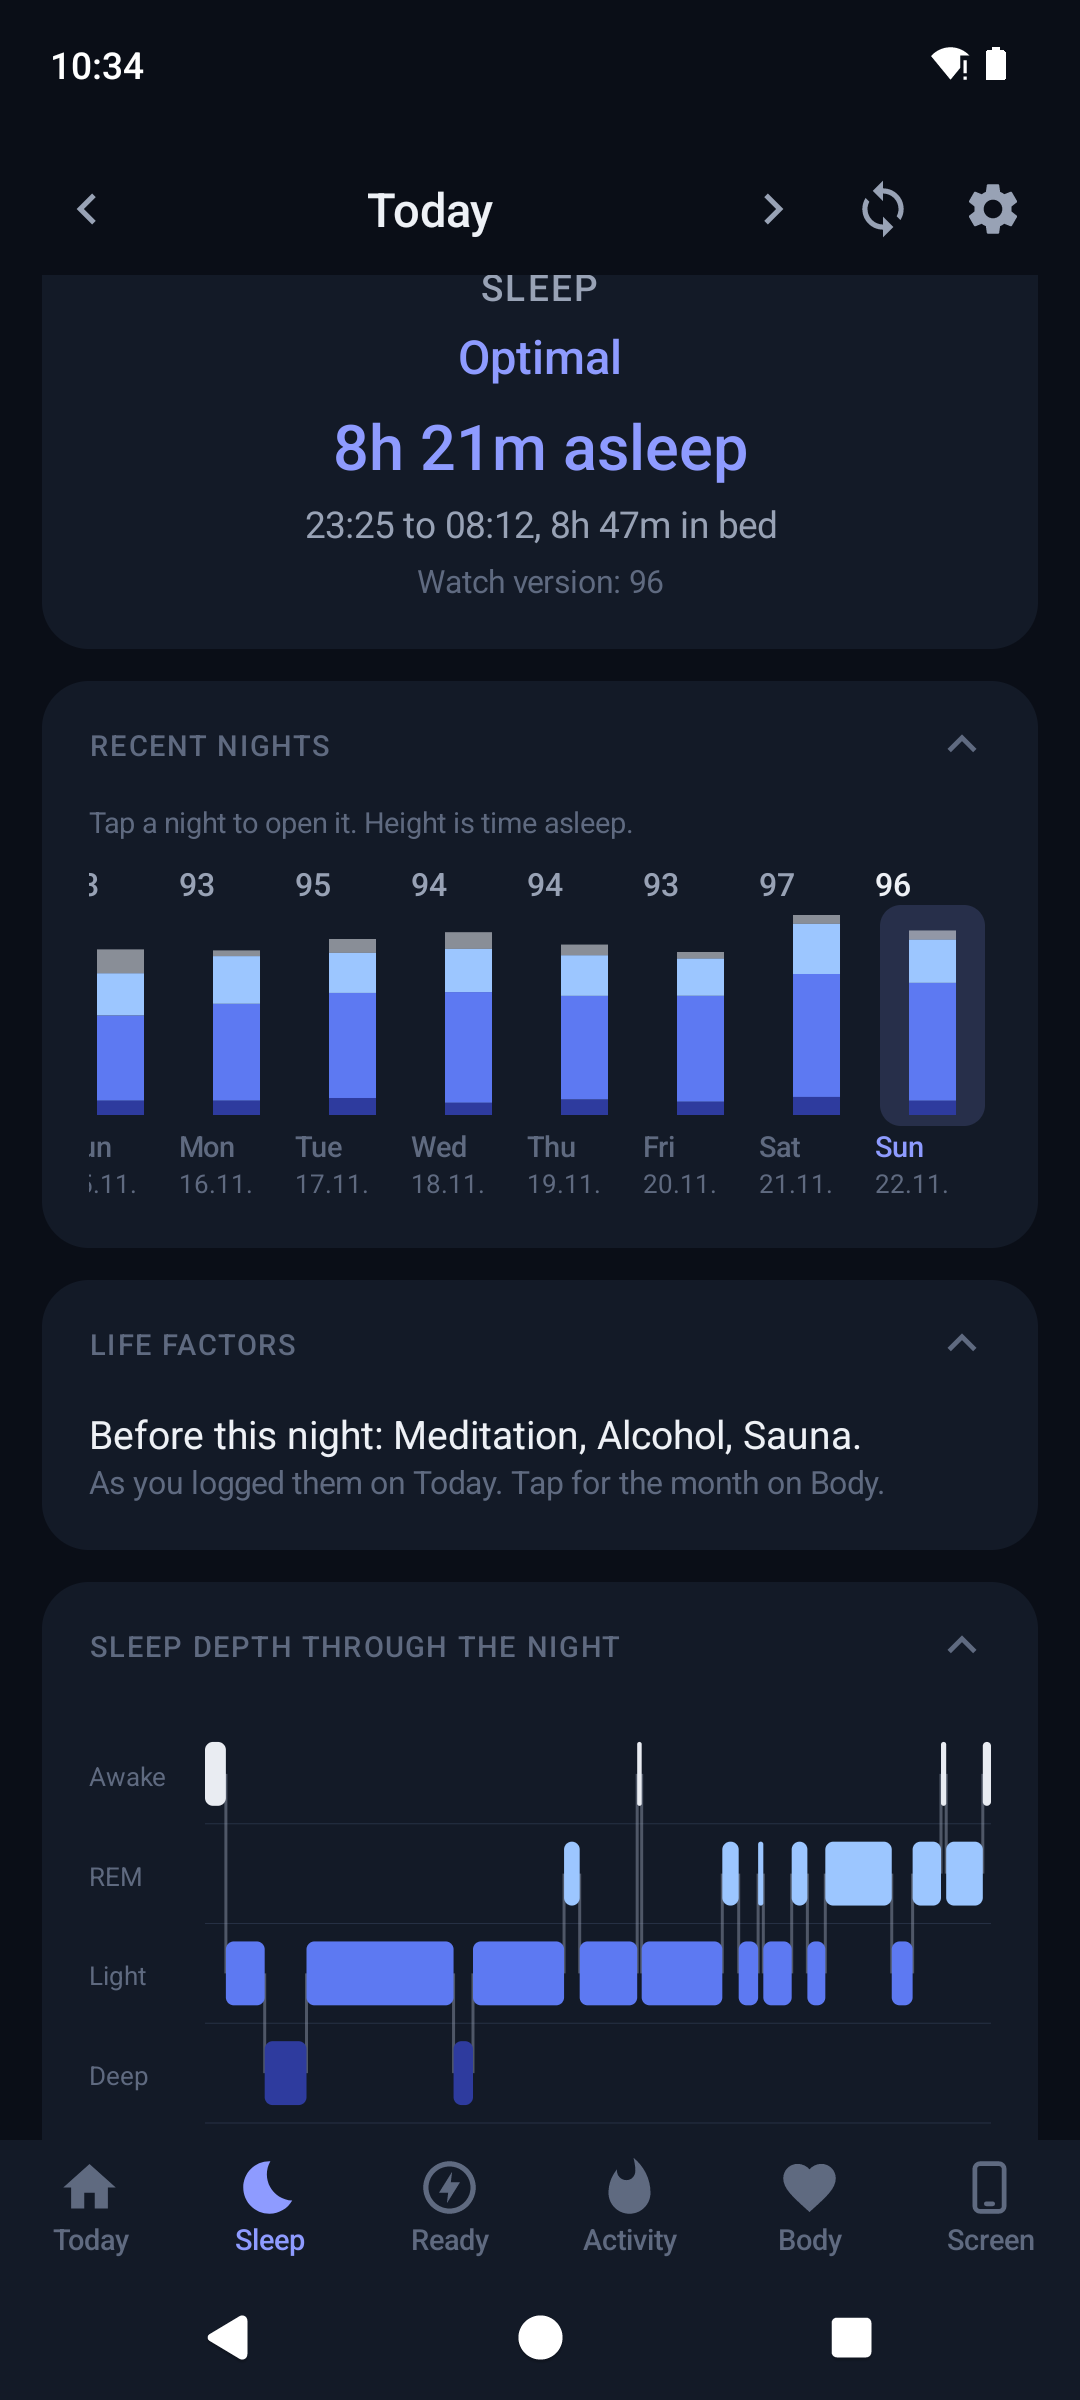 10:34
Today
SLEEP
Optimal
8h 21m asleep
23:25 to 08:12, 8h 47m in bed
Watch version: 96
RECENT NIGHTS
Tap a night to open it. Height is time asleep.
93 95 94 94 93 97 96
Mon Tue Wed Thu Fri Sat Sun
16.11. 17.11. 18.11. 19.11. 20.11. 21.11. 22.11.
LIFE FACTORS
Before this night: Meditation, Alcohol, Sauna.
As you logged them on Today. Tap for the month on Body.
SLEEP DEPTH THROUGH THE NIGHT
Awake
REM
Light
Deep
Today Sleep Ready Activity Body Screen